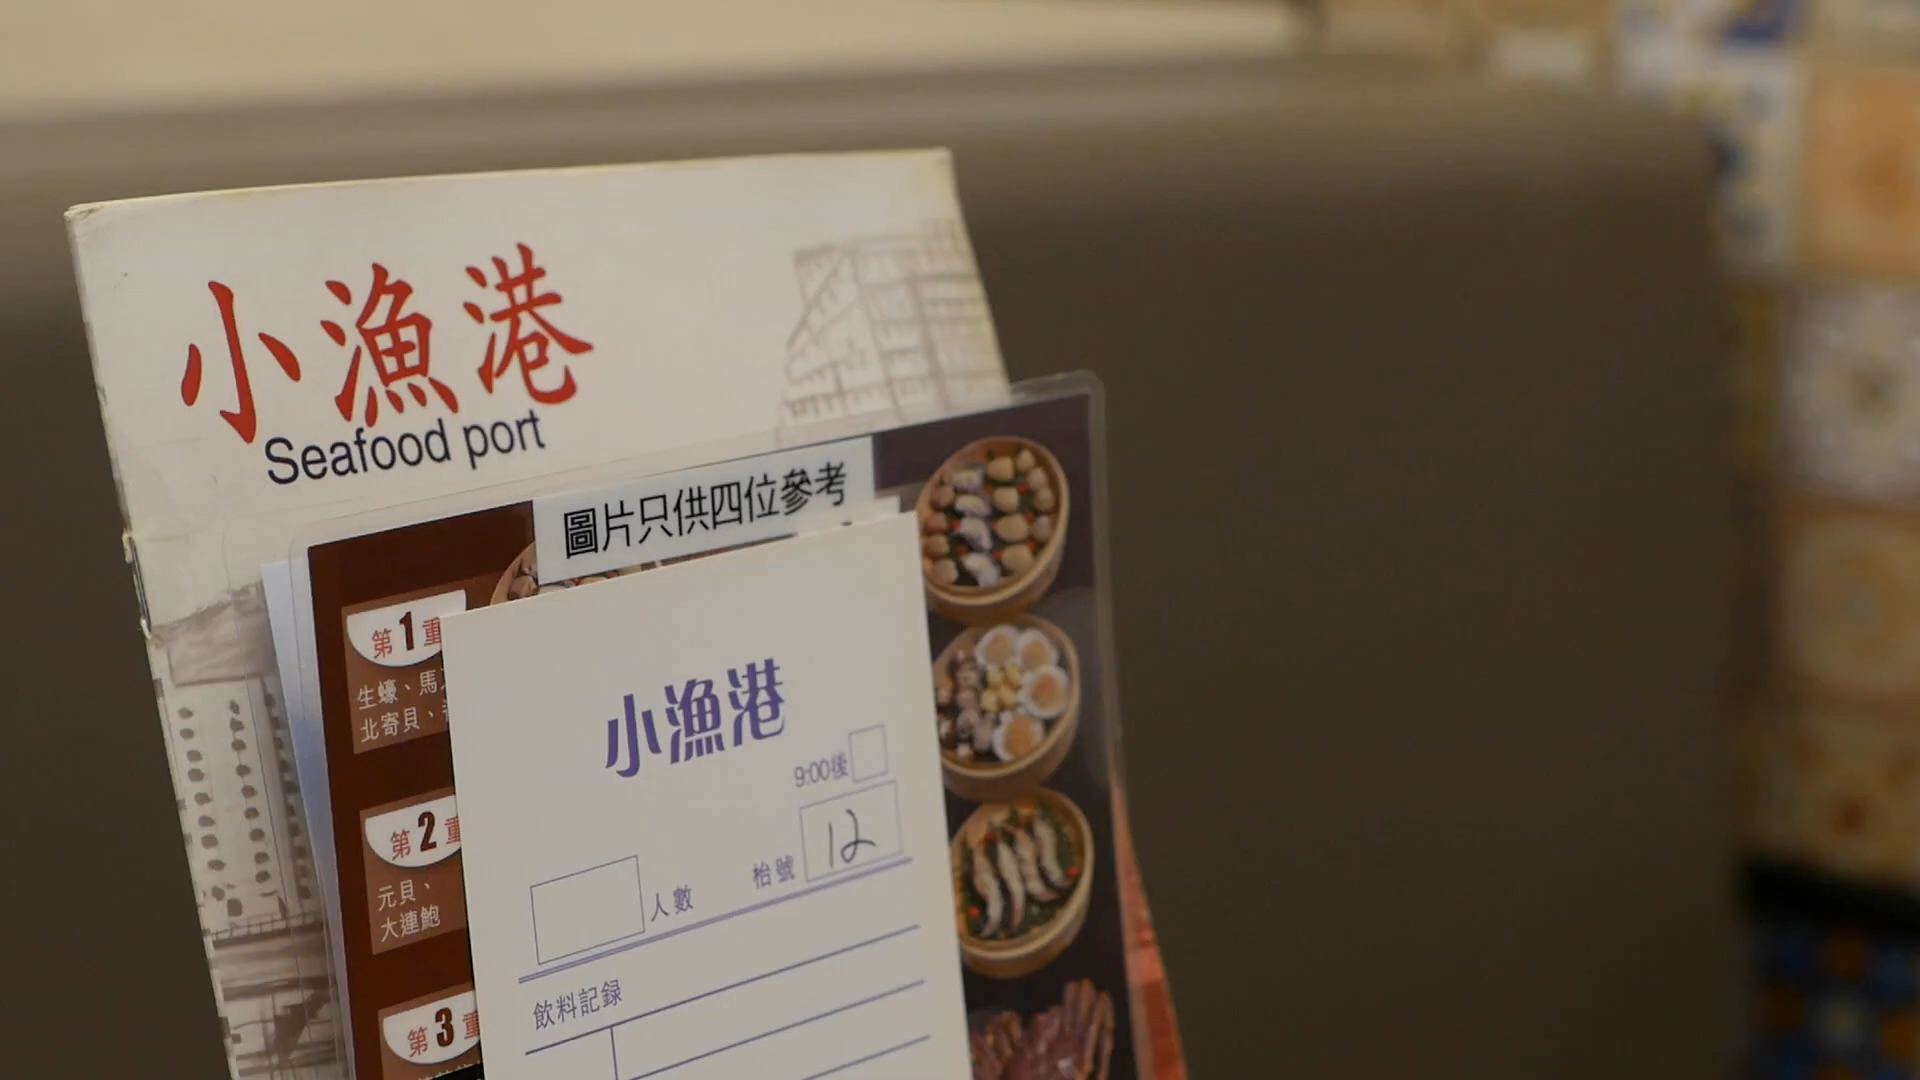 小漁港
Seafood port
圖片只供四位參考
第1重
生蠔、馬
北寄貝、
第2重
元貝、
大連鮑
第3重
小漁港
9:00後
枱號 12
人數
飲料記録